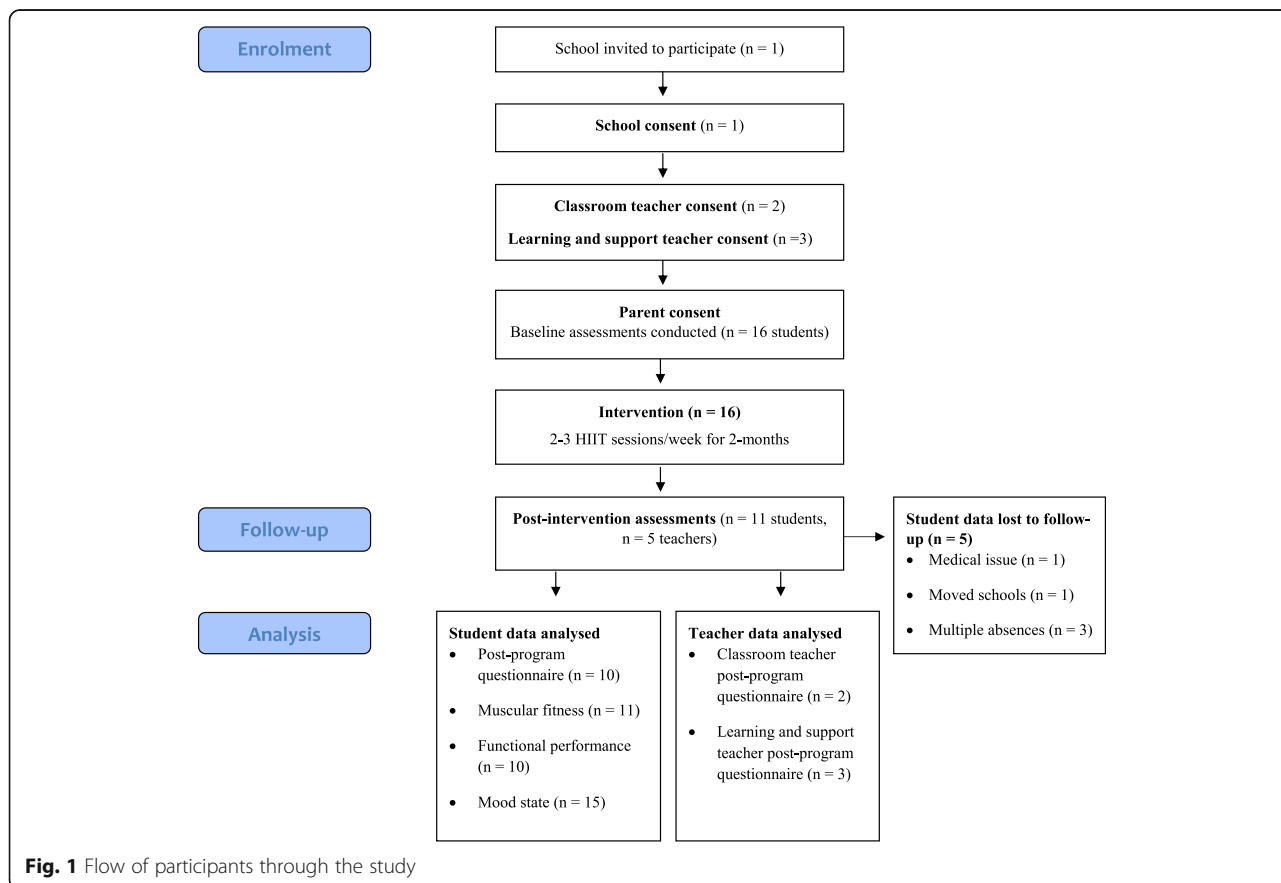 Enrolment
School invited to participate (n = 1)
School consent (n = 1)
Classroom teacher consent (n = 2)
Learning and support teacher consent (n =3)
Parent consent
Baseline assessments conducted (n = 16 students)
Intervention (n = 16)
2-3 HIIT sessions/week for 2-months
Follow-up
Post-intervention assessments (n = 11 students,
n = 5 teachers)
Student data lost to follow-
up (n = 5)
• Medical issue (n = 1)
• Moved schools (n = 1)
• Multiple absences (n = 3)
Analysis
Student data analysed
• Post-program
questionnaire (n = 10)
• Muscular fitness (n = 11)
• Functional performance
(n = 10)
• Mood state (n = 15)
Teacher data analysed
• Classroom teacher
post-program
questionnaire (n = 2)
• Learning and support
teacher post-program
questionnaire (n = 3)
Fig. 1 Flow of participants through the study